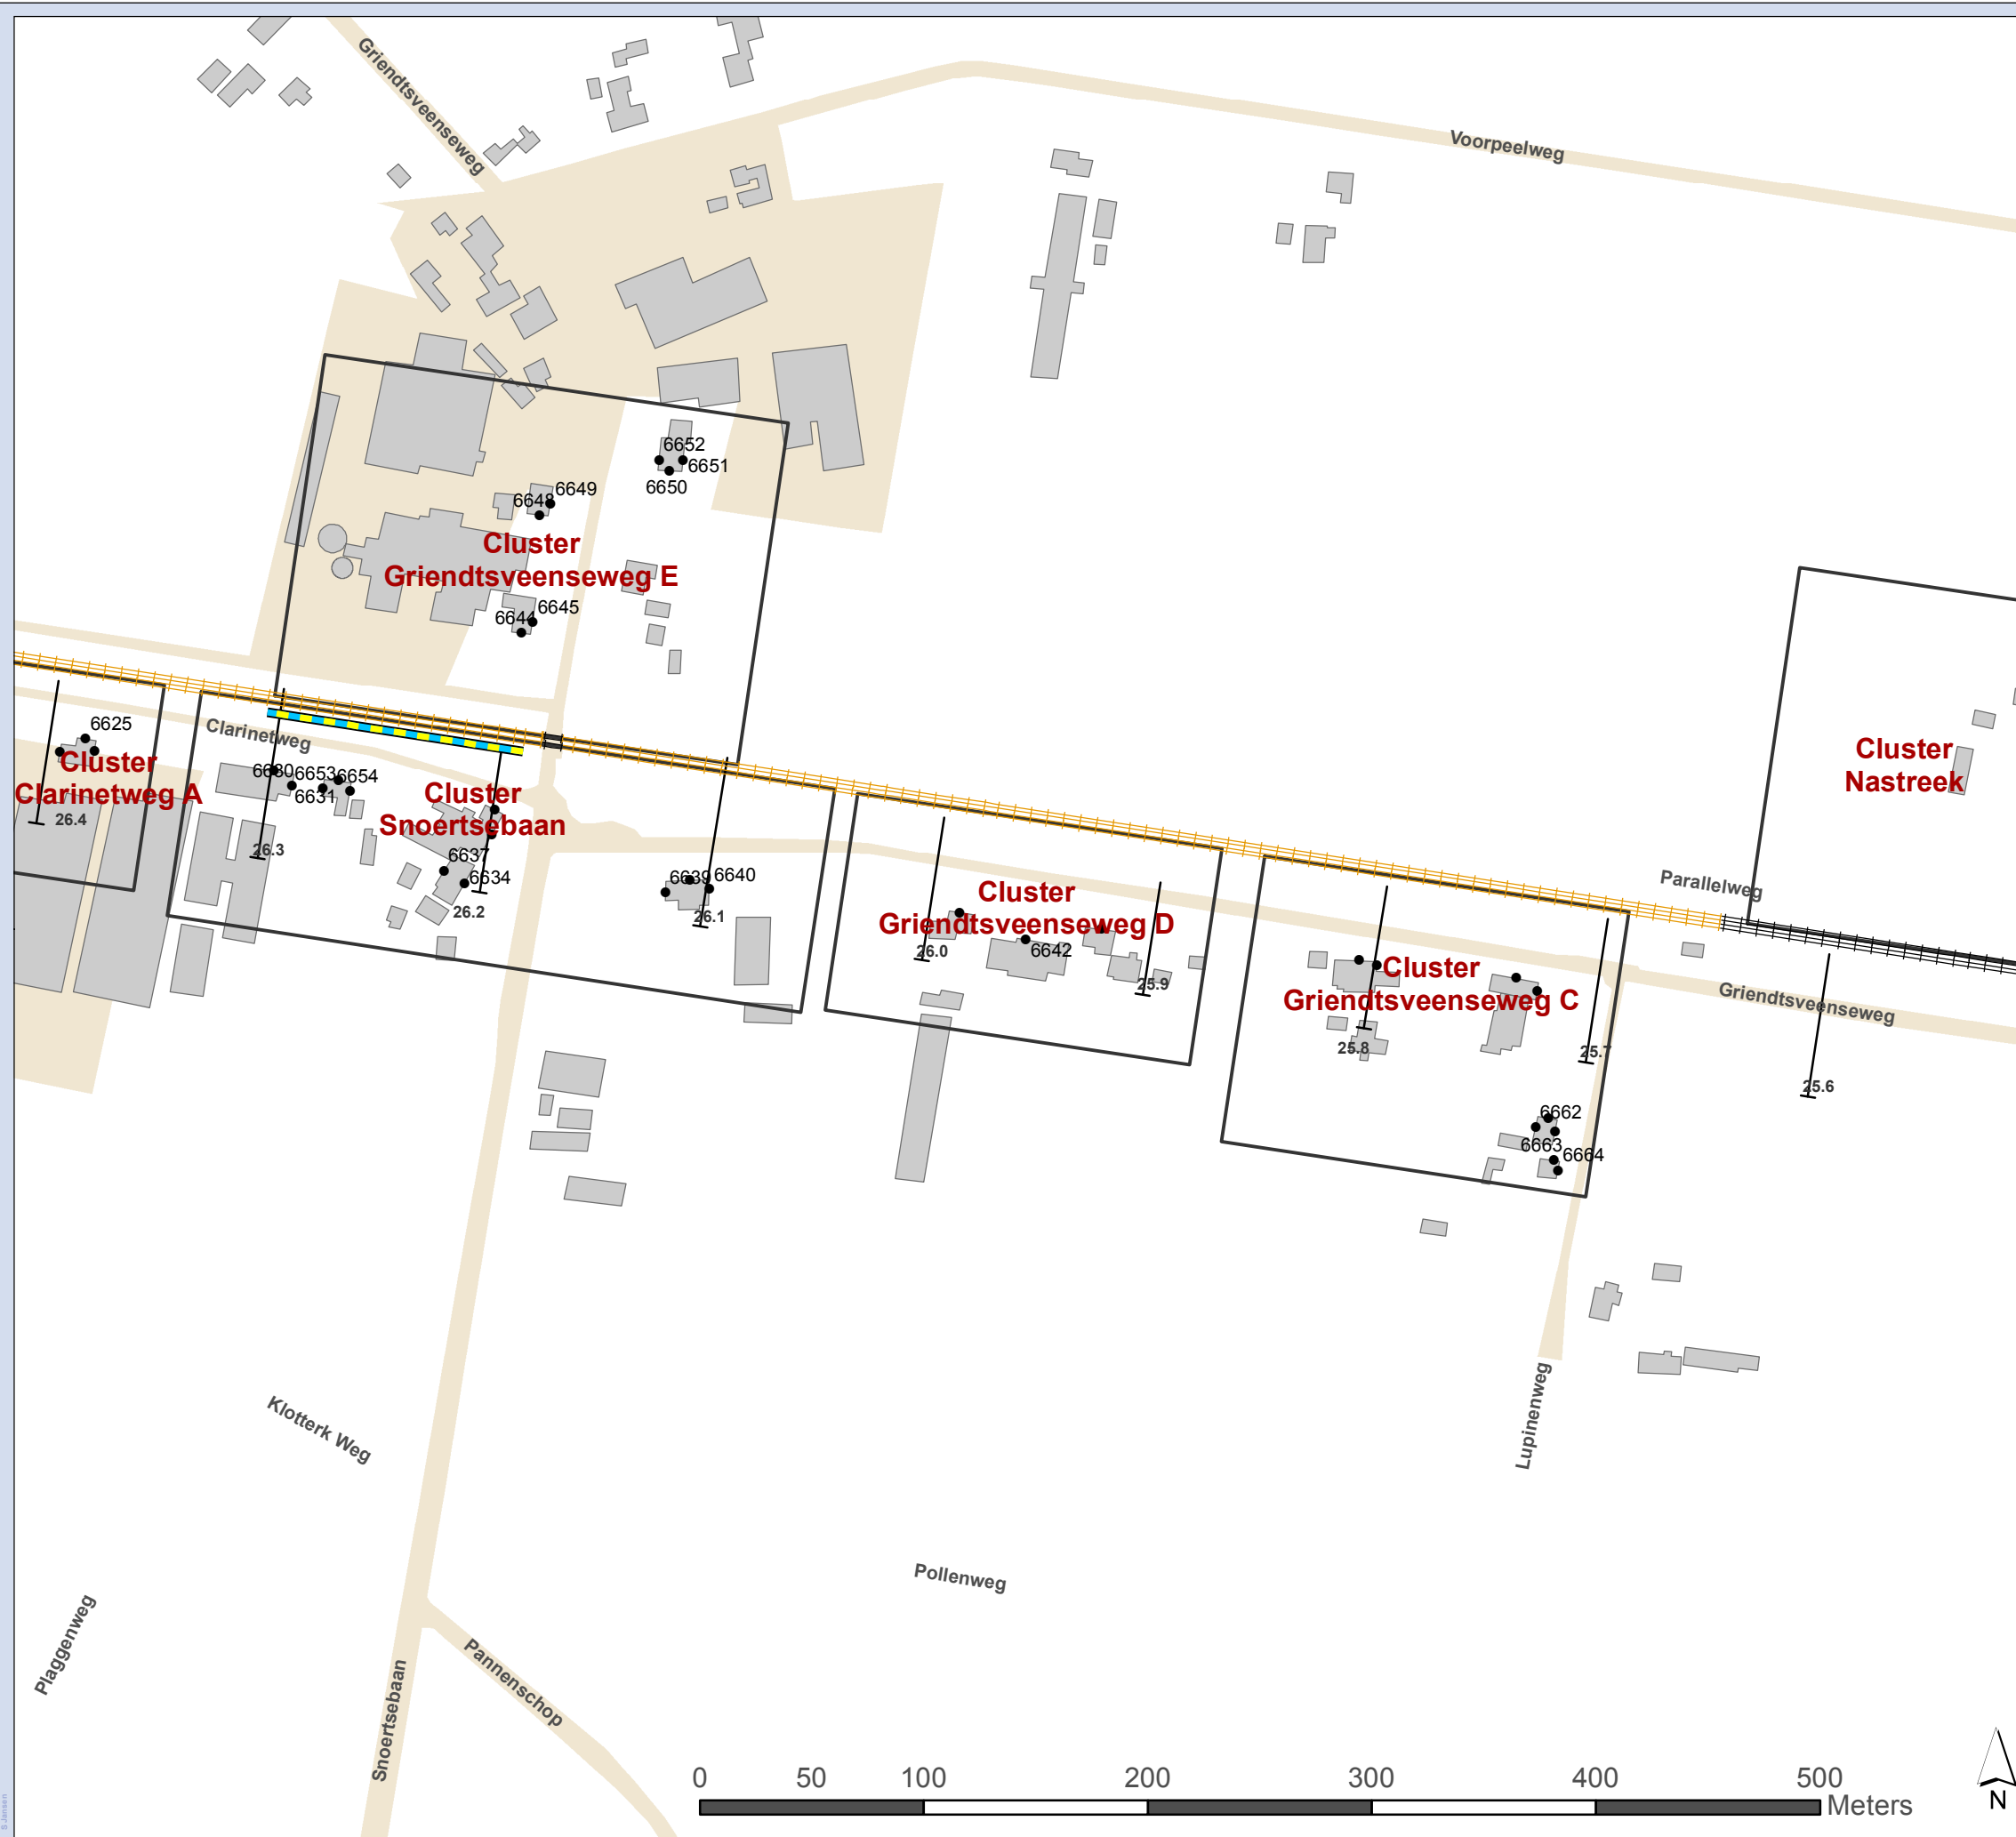 Griendtsveenseweg
Voorpeelweg
6652
6651
6650
6649
6648
Cluster
Griendtsveenseweg E
6645
6644
Cluster
Nastreek
6625
Clarinetweg
Cluster
Clarinetweg A
26.4
6630
6653
6654
6631
26.3
Cluster
Snoertsebaan
6637
6634
26.2
6639
6640
26.1
Cluster
Griendtsveenseweg D
6642
26.0
25.9
Parallelweg
Cluster
Griendtsveenseweg C
Griendtsveenseweg
25.8
25.7
25.6
6662
6663
6664
Klotterk Weg
Lupinenweg
Pollenweg
Plaggenweg
Pannenschop
Snoertsebaan
0 50 100 200 300 400 500
Meters
N
S Jansen